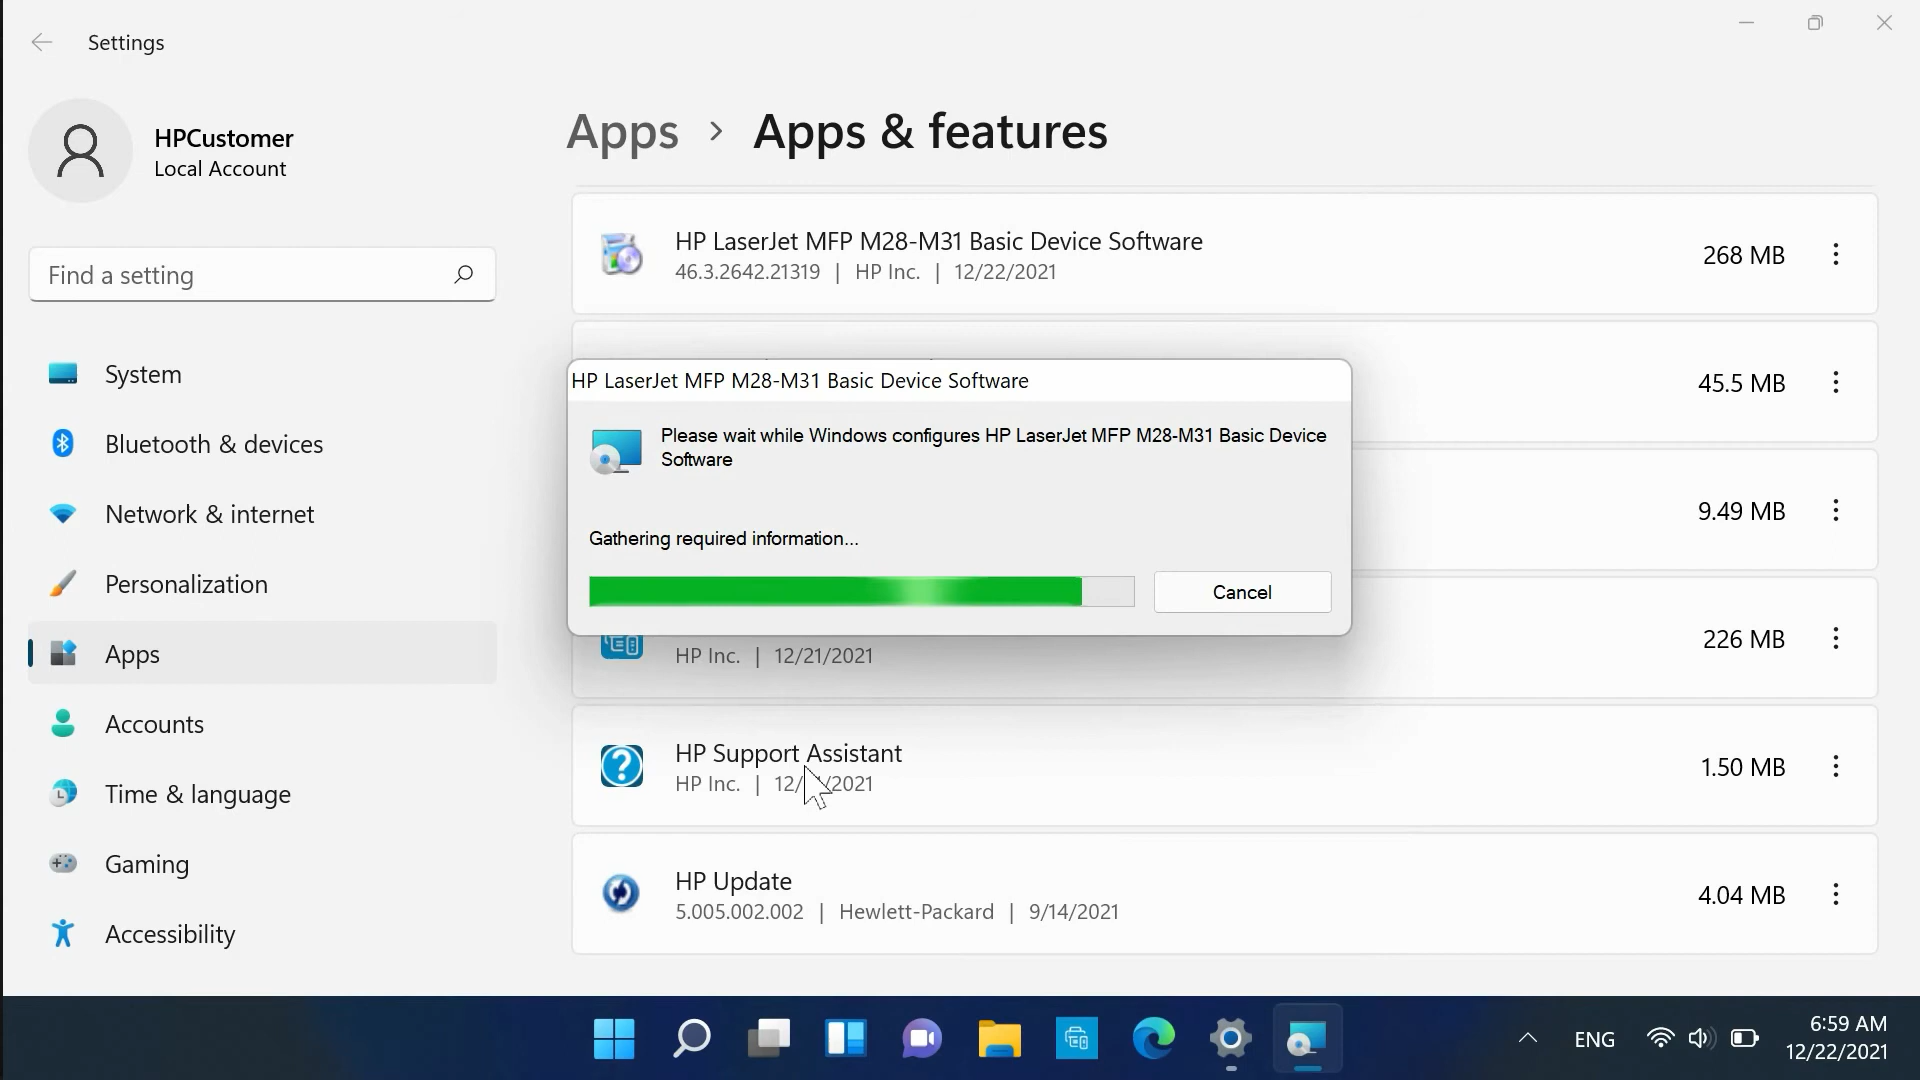 Settings
HPCustomer
Local Account
Find a setting
System
Bluetooth & devices
Network & internet
Personalization
Apps
Accounts
Time & language
Gaming
Accessibility
Apps > Apps & features
HP LaserJet MFP M28-M31 Basic Device Software
268 MB
46.3.2642.21319 | HP Inc. | 12/22/2021
45.5 MB
9.49 MB
HP LaserJet MFP M28-M31 Basic Device Software
Please wait while Windows configures HP LaserJet MFP M28-M31 Basic Device
Software
Gathering required information...
Cancel
226 MB
HP Inc. | 12/21/2021
HP Support Assistant
1.50 MB
HP Inc. | 12/ /2021
HP Update
4.04 MB
5.005.002.002 | Hewlett-Packard | 9/14/2021
ENG
6:59 AM
12/22/2021